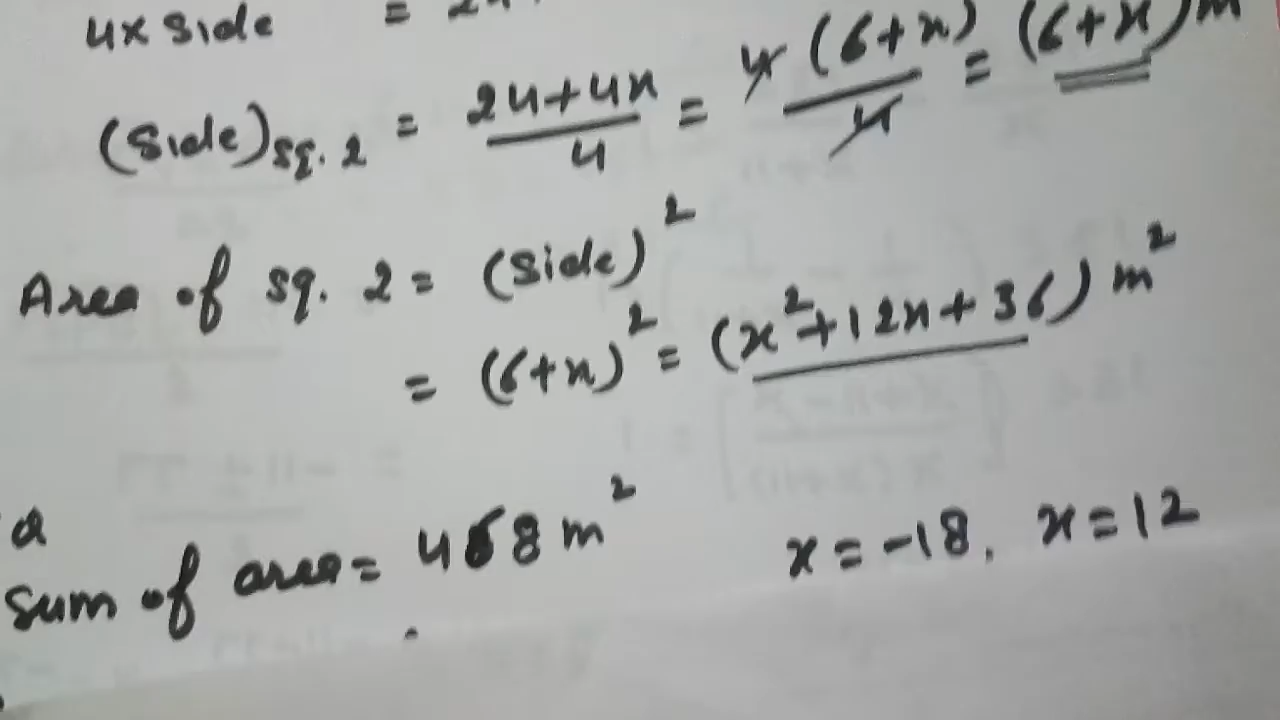 4x side = 24
(Side)sq. 2 = 24+4x/4 = 4(6+x)/4 = (6+x)m
Area of sq. 2 = (Side)²
= (6+x)² = (x²+12x+36) m²
Sum of area = 468 m²
x = -18, x = 12